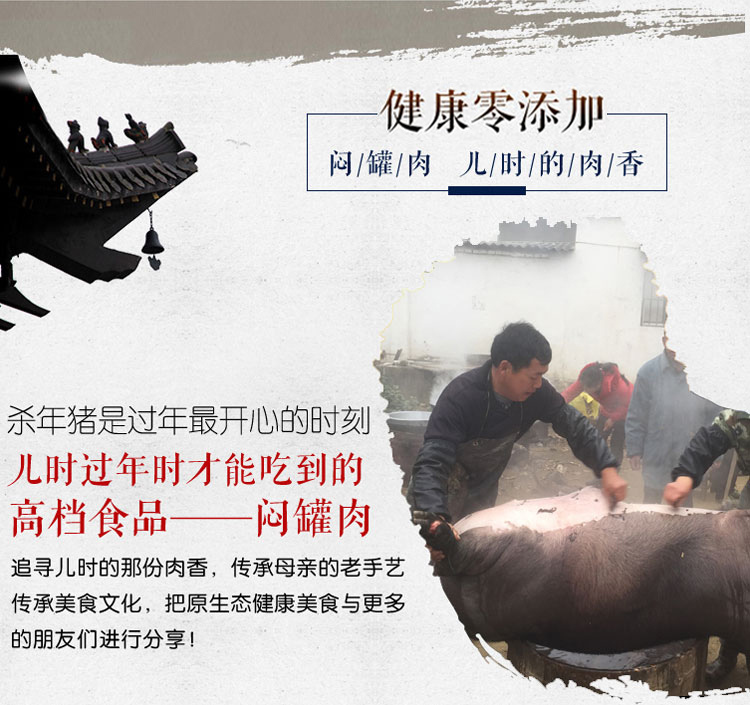 健康零添加
闷/罐/肉 儿/时/的/肉/香
杀年猪是过年最开心的时刻
儿时过年时才能吃到的
高档食品——闷罐肉
追寻儿时的那份肉香，传承母亲的老手艺
传承美食文化，把原生态健康美食与更多
的朋友们进行分享！